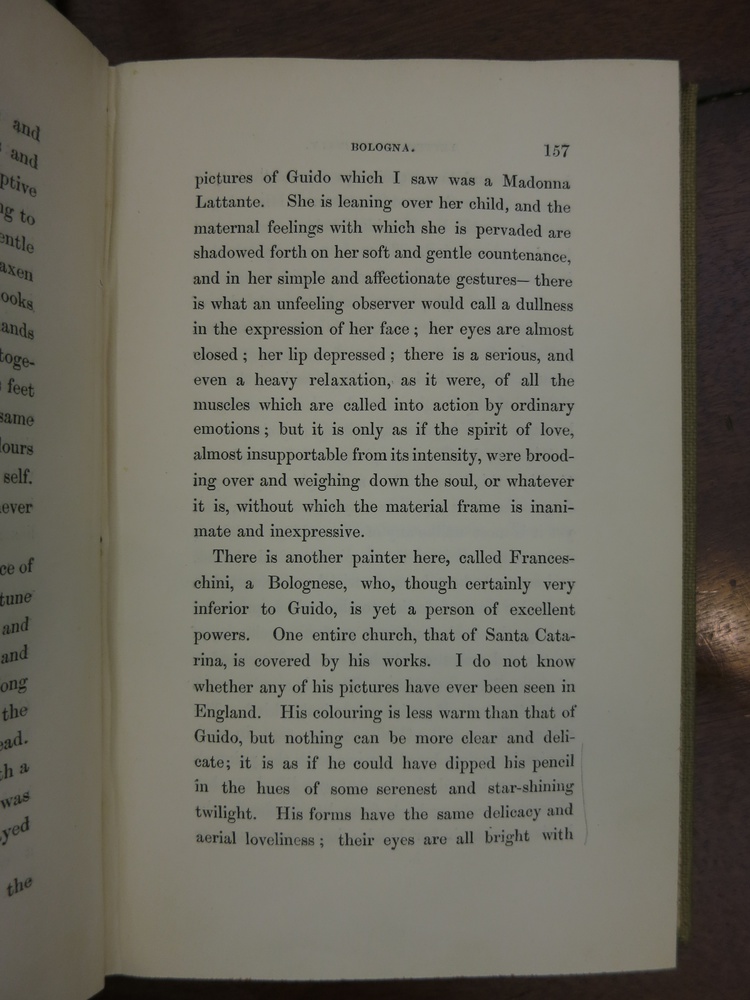 and
and
ptive
to
entle
axen
ooks
ands
toge-
feet
same
lours
self.
ever
ce of
tune
and
and
ong
the
ead.
h a
was
yed
the
BOLOGNA. 157
pictures of Guido which I saw was a Madonna
Lattante. She is leaning over her child, and the
maternal feelings with which she is pervaded are
shadowed forth on her soft and gentle countenance,
and in her simple and affectionate gestures— there
is what an unfeeling observer would call a dullness
in the expression of her face ; her eyes are almost
closed ; her lip depressed ; there is a serious, and
even a heavy relaxation, as it were, of all the
muscles which are called into action by ordinary
emotions ; but it is only as if the spirit of love,
almost insupportable from its intensity, were brood-
ing over and weighing down the soul, or whatever
it is, without which the material frame is inani-
mate and inexpressive.
There is another painter here, called Frances-
chini, a Bolognese, who, though certainly very
inferior to Guido, is yet a person of excellent
powers. One entire church, that of Santa Cata-
rina, is covered by his works. I do not know
whether any of his pictures have ever been seen in
England. His colouring is less warm than that of
Guido, but nothing can be more clear and deli-
cate; it is as if he could have dipped his pencil
in the hues of some serenest and star-shining
twilight. His forms have the same delicacy and
aerial loveliness ; their eyes are all bright with